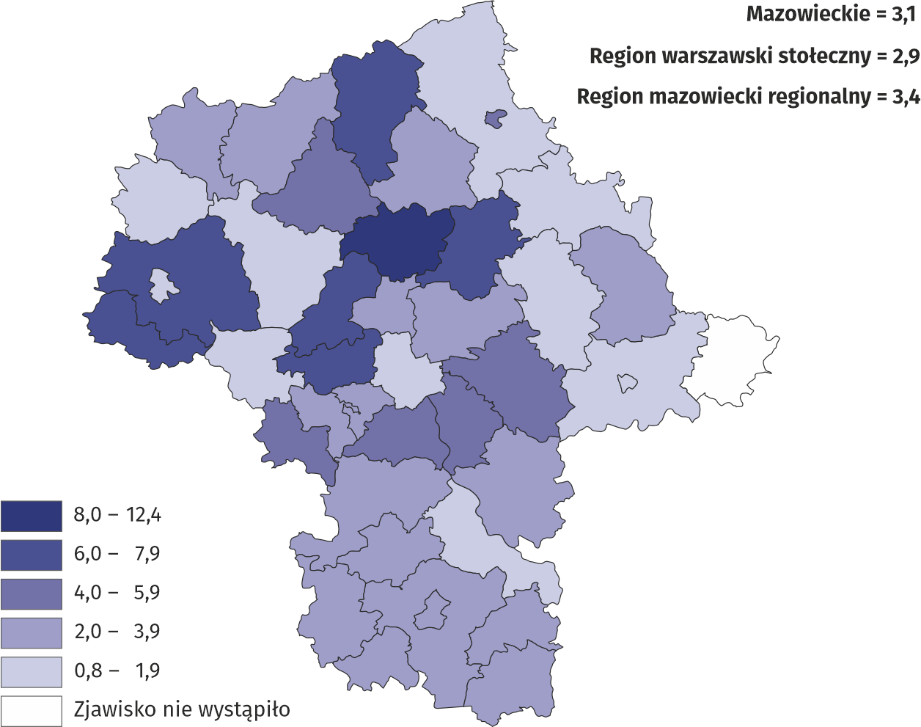 Mazowieckie = 3,1
Region warszawski stołeczny = 2,9
Region mazowiecki regionalny = 3,4
8,0 – 12,4
6,0 – 7,9
4,0 – 5,9
2,0 – 3,9
0,8 – 1,9
Zjawisko nie wystąpiło